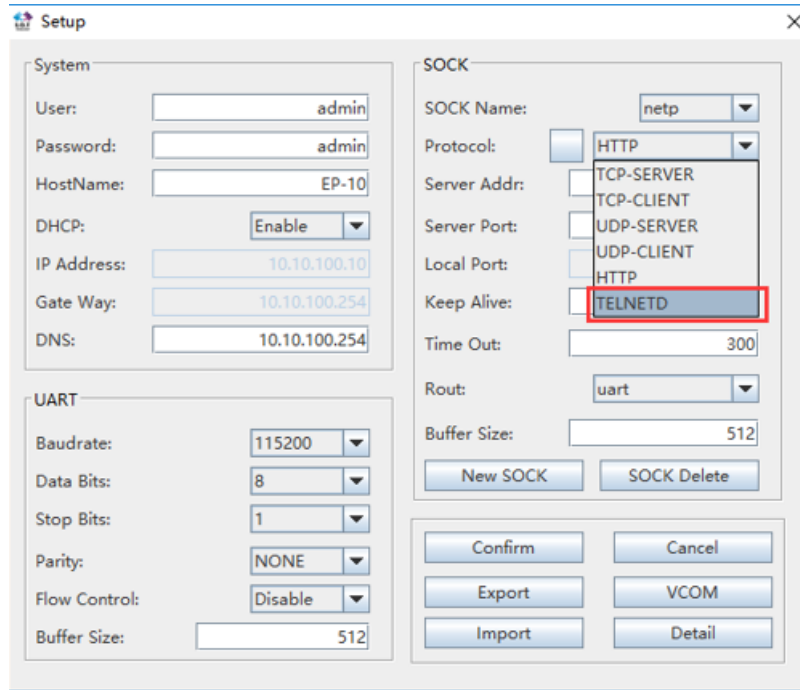 Setup
System
User: admin
Password: admin
HostName: EP-10
DHCP: Enable
IP Address: 10.10.100.10
Gate Way: 10.10.100.254
DNS: 10.10.100.254
UART
Baudrate: 115200
Data Bits: 8
Stop Bits: 1
Parity: NONE
Flow Control: Disable
Buffer Size: 512
SOCK
SOCK Name: netp
Protocol: HTTP
TCP-SERVER
TCP-CLIENT
UDP-SERVER
UDP-CLIENT
HTTP
TELNETD
Server Addr:
Server Port:
Local Port:
Keep Alive:
Time Out: 300
Rout: uart
Buffer Size: 512
New SOCK SOCK Delete
Confirm Cancel
Export VCOM
Import Detail